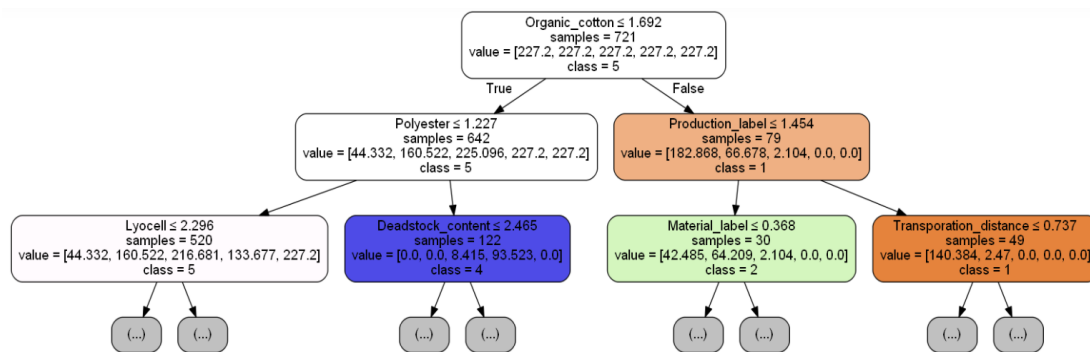 Organic_cotton ≤ 1.692
samples = 721
value = [227.2, 227.2, 227.2, 227.2, 227.2]
class = 5
True
False
Polyester ≤ 1.227
samples = 642
value = [44.332, 160.522, 225.096, 227.2, 227.2]
class = 5
Production_label ≤ 1.454
samples = 79
value = [182.868, 66.678, 2.104, 0.0, 0.0]
class = 1
Lyocell ≤ 2.296
samples = 520
value = [44.332, 160.522, 216.681, 133.677, 227.2]
class = 5
Deadstock_content ≤ 2.465
samples = 122
value = [0.0, 0.0, 8.415, 93.523, 0.0]
class = 4
Material_label ≤ 0.368
samples = 30
value = [42.485, 64.209, 2.104, 0.0, 0.0]
class = 2
Transporation_distance ≤ 0.737
samples = 49
value = [140.384, 2.47, 0.0, 0.0, 0.0]
class = 1
(...)
(...)
(...)
(...)
(...)
(...)
(...)
(...)